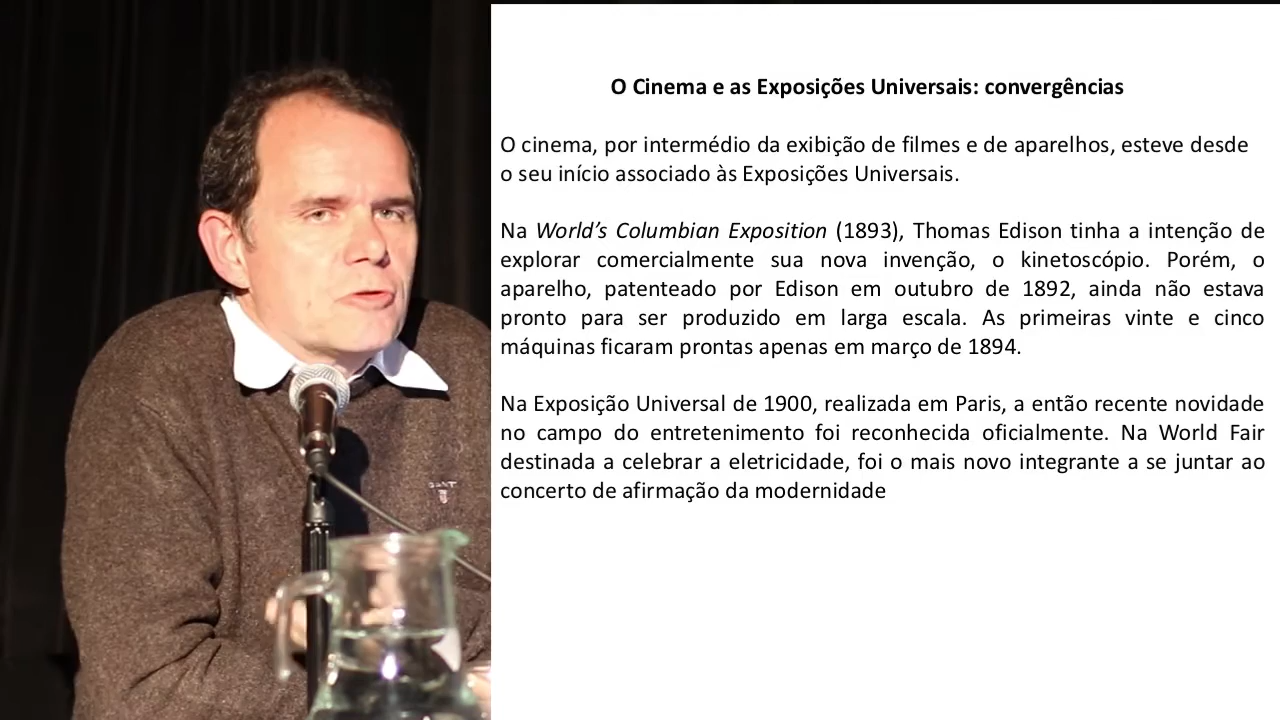 O Cinema e as Exposições Universais: convergências
O cinema, por intermédio da exibição de filmes e de aparelhos, esteve desde
o seu início associado às Exposições Universais.
Na World’s Columbian Exposition (1893), Thomas Edison tinha a intenção de
explorar comercialmente sua nova invenção, o kinetoscópio. Porém, o
aparelho, patenteado por Edison em outubro de 1892, ainda não estava
pronto para ser produzido em larga escala. As primeiras vinte e cinco
máquinas ficaram prontas apenas em março de 1894.
Na Exposição Universal de 1900, realizada em Paris, a então recente novidade
no campo do entretenimento foi reconhecida oficialmente. Na World Fair
destinada a celebrar a eletricidade, foi o mais novo integrante a se juntar ao
concerto de afirmação da modernidade
GANT